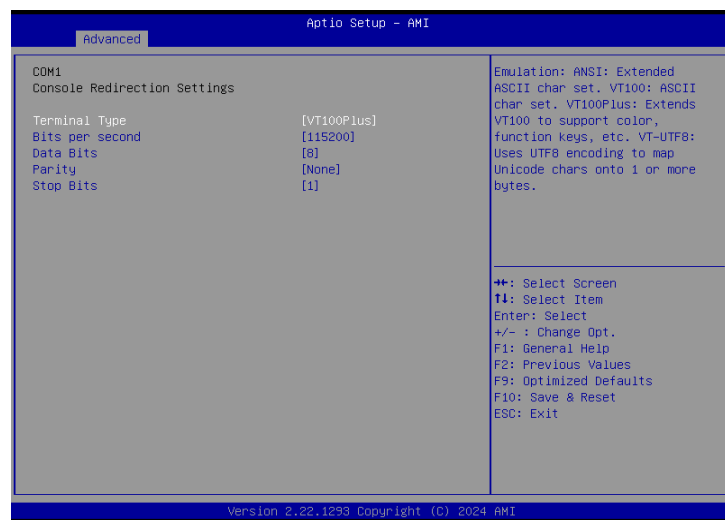 Aptio Setup – AMI
Advanced
COM1
Console Redirection Settings
Terminal Type [VT100Plus]
Bits per second [115200]
Data Bits [8]
Parity [None]
Stop Bits [1]
Emulation: ANSI: Extended
ASCII char set. VT100: ASCII
char set. VT100Plus: Extends
VT100 to support color,
function keys, etc. VT-UTF8:
Uses UTF8 encoding to map
Unicode chars onto 1 or more
bytes.
→←: Select Screen
↑↓: Select Item
Enter: Select
+/- : Change Opt.
F1: General Help
F2: Previous Values
F9: Optimized Defaults
F10: Save & Reset
ESC: Exit
Version 2.22.1293 Copyright (C) 2024 AMI